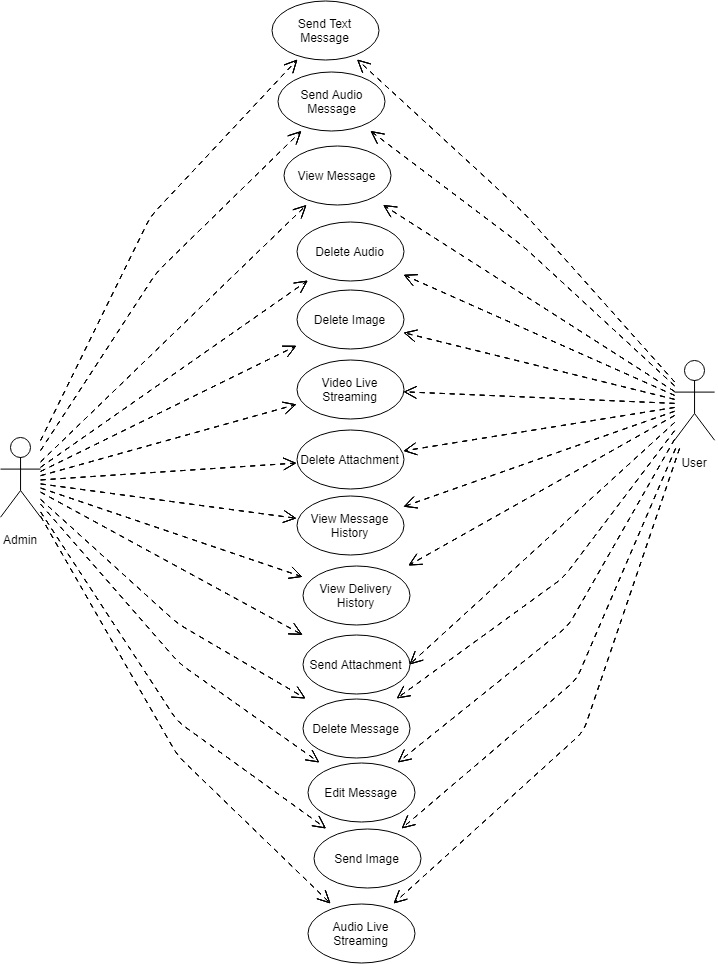 Send Text
Message
Send Audio
Message
View Message
Delete Audio
Delete Image
Video Live
Streaming
Delete Attachment
User
View Message
History
Admin
View Delivery
History
Send Attachment
Delete Message
Edit Message
Send Image
Audio Live
Streaming